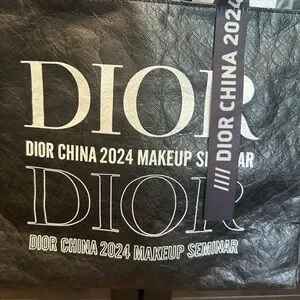 DIOR
DIOR CHINA 2024 MAKEUP SEMINAR
DIOR
DIOR CHINA 2024 MAKEUP SEMINAR
//// DIOR CHINA 2024